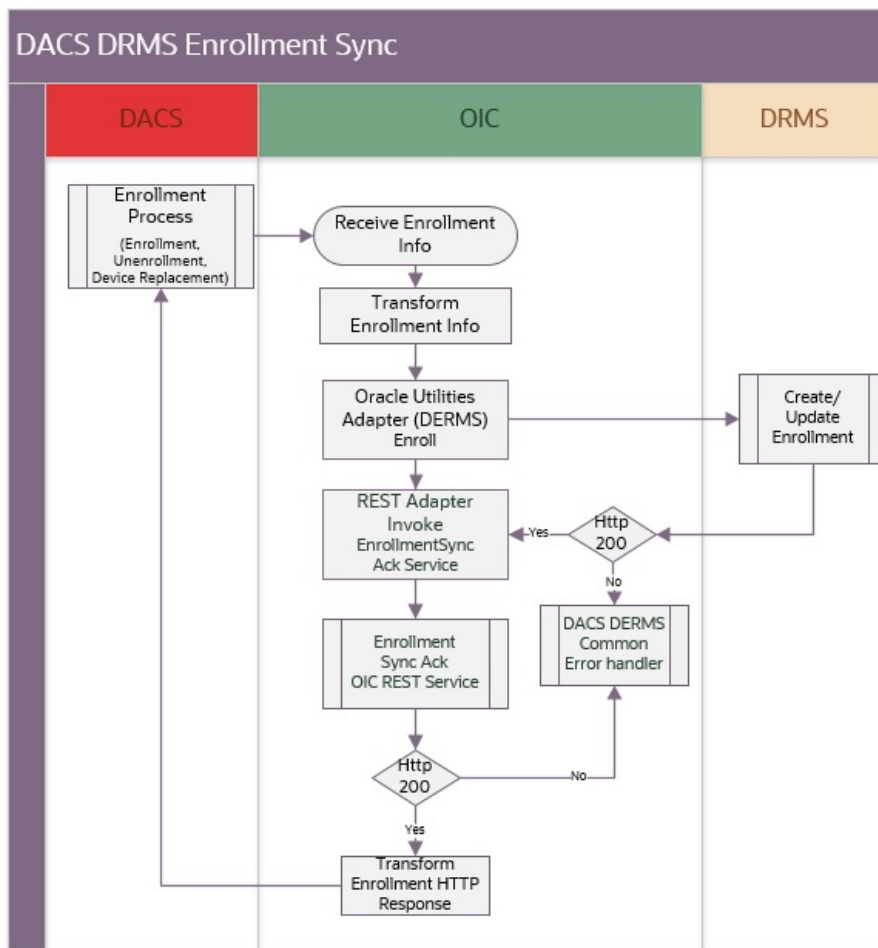 DACS DRMS Enrollment Sync
DACS
OIC
DRMS
Enrollment
Process
(Enrollment,
Unenrollment,
Device Replacement)
Receive Enrollment
Info
Transform
Enrollment Info
Oracle Utilities
Adapter (DERMS)
Enroll
Create/
Update
Enrollment
REST Adapter
Invoke
EnrollmentSync
Ack Service
Yes
Http
200
No
DACS DERMS
Common
Error handler
Enrollment
Sync Ack
OIC REST Service
Http
200
No
Yes
Transform
Enrollment HTTP
Response